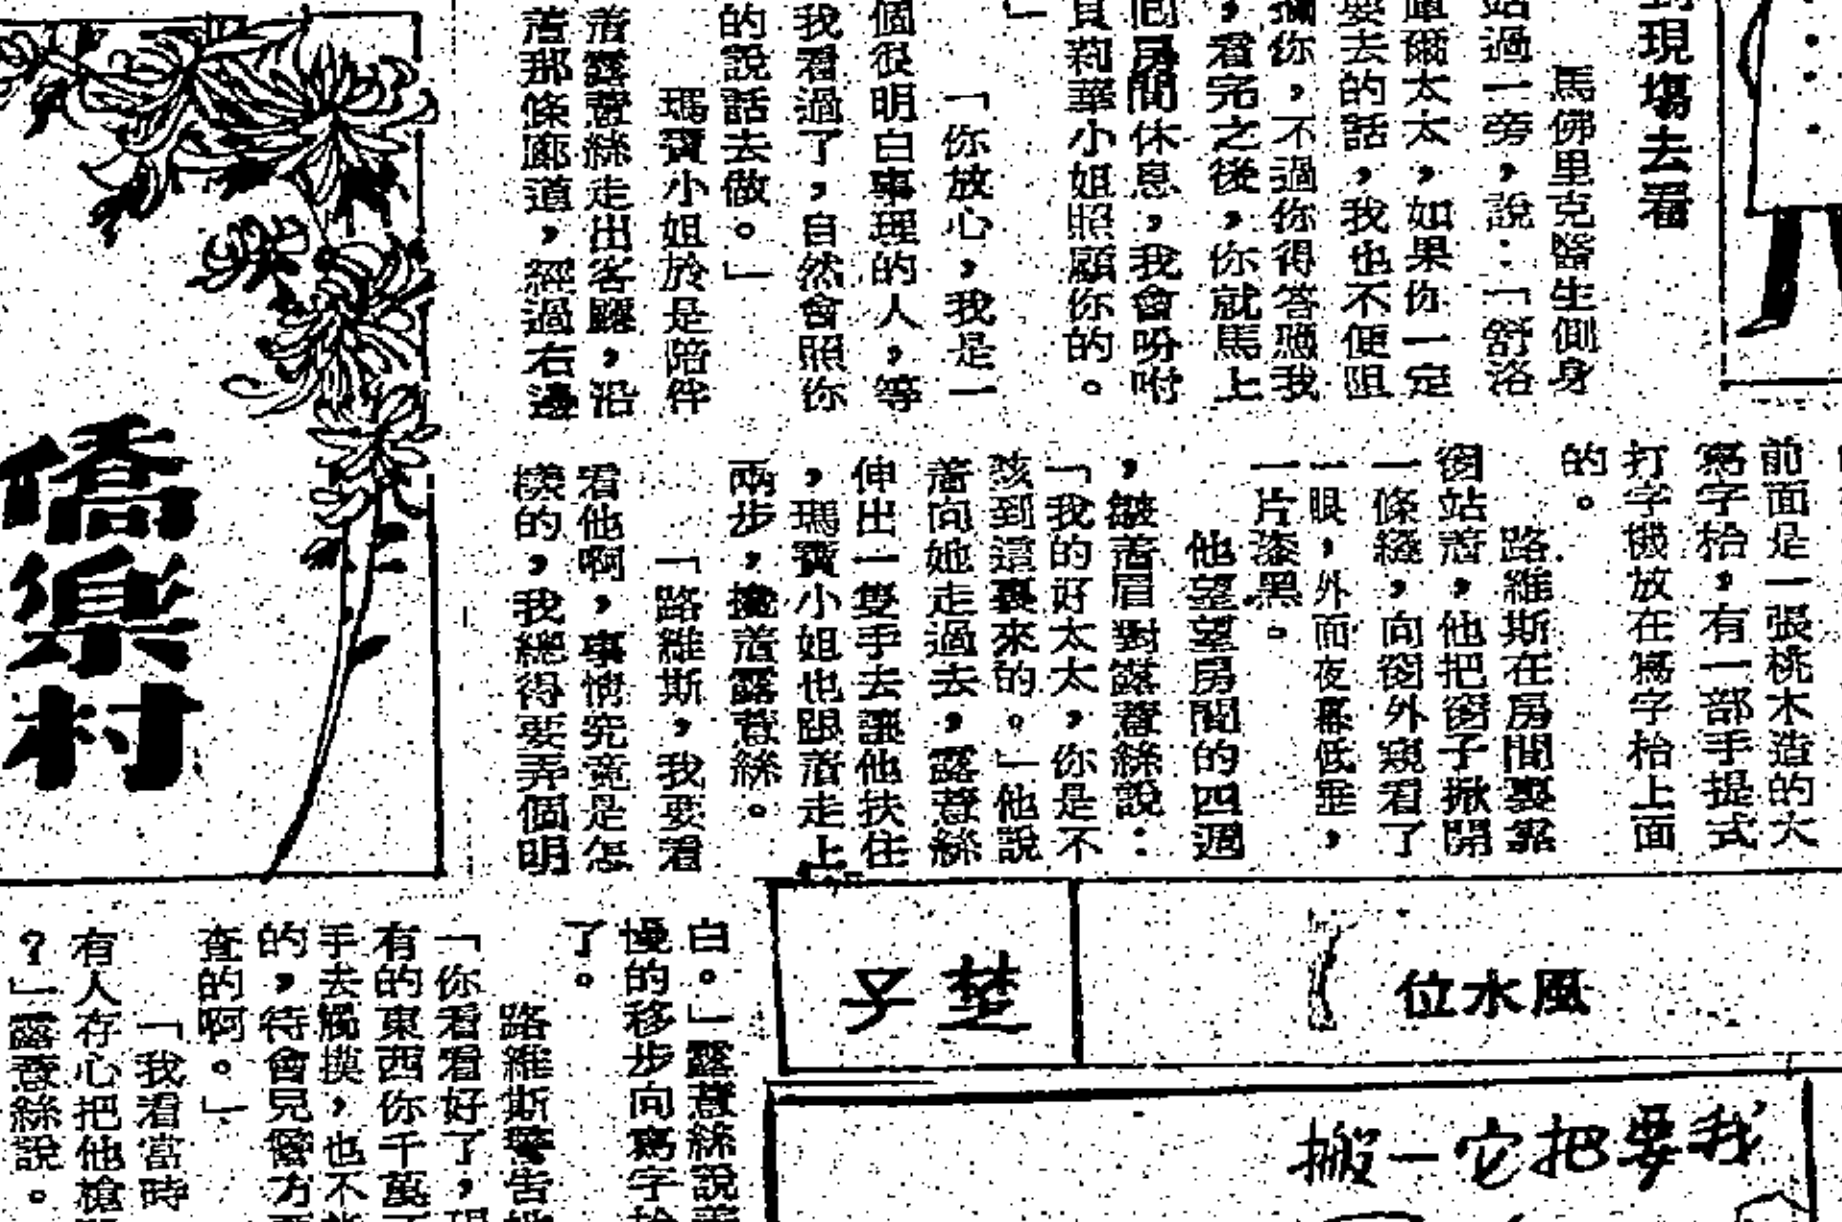 到現場去看
馬佛里克醫生側身
站過一旁,說:「舒洛
爾太太,如果你一定
要去的話,我也不便阻
攔你,不過你得答應我
,看完之後,你就馬上
回房間休息,我會吩咐
莉華小姐照顧你的。
」
「你放心,我是一
個很明白事理的人,等
我看過了,自然會照你
的說話去做。」
瑪寶小姐於是陪伴
着露薏絲走出客廳,沿
着那條廊道,經過右邊
前面是一張桃木造的大
寫字枱,有一部手提式
打字機放在寫字枱上面
的。
路維斯在房間裏靠
窗站着,他把窗子揪開
一條縫,向窗外窺看了
一眼,外面夜幕低垂,
一片漆黑。
他望望房間的四週
,皺着眉對露薏絲說:
「我的好太太,你是不
該到這裏來的。」他說
着向她走過去,露薏絲
伸出一隻手去讓他扶住
,瑪寶小姐也跟着走上
兩步,攙着露薏絲。
「路維斯,我要看
看他啊,事情究竟是怎
樣的,我總得要弄個明
白。」露薏絲說着
慢的移步向寫字枱
了。
路維斯警告她
「你看看好了,現
有的東西你千萬不
手去觸摸,也不能
的,待會見警方要
查的啊。」
「我看當時
有人存心把他槍
?」露薏絲說。
僑樂村
風水位
楚子
我要把它一搬